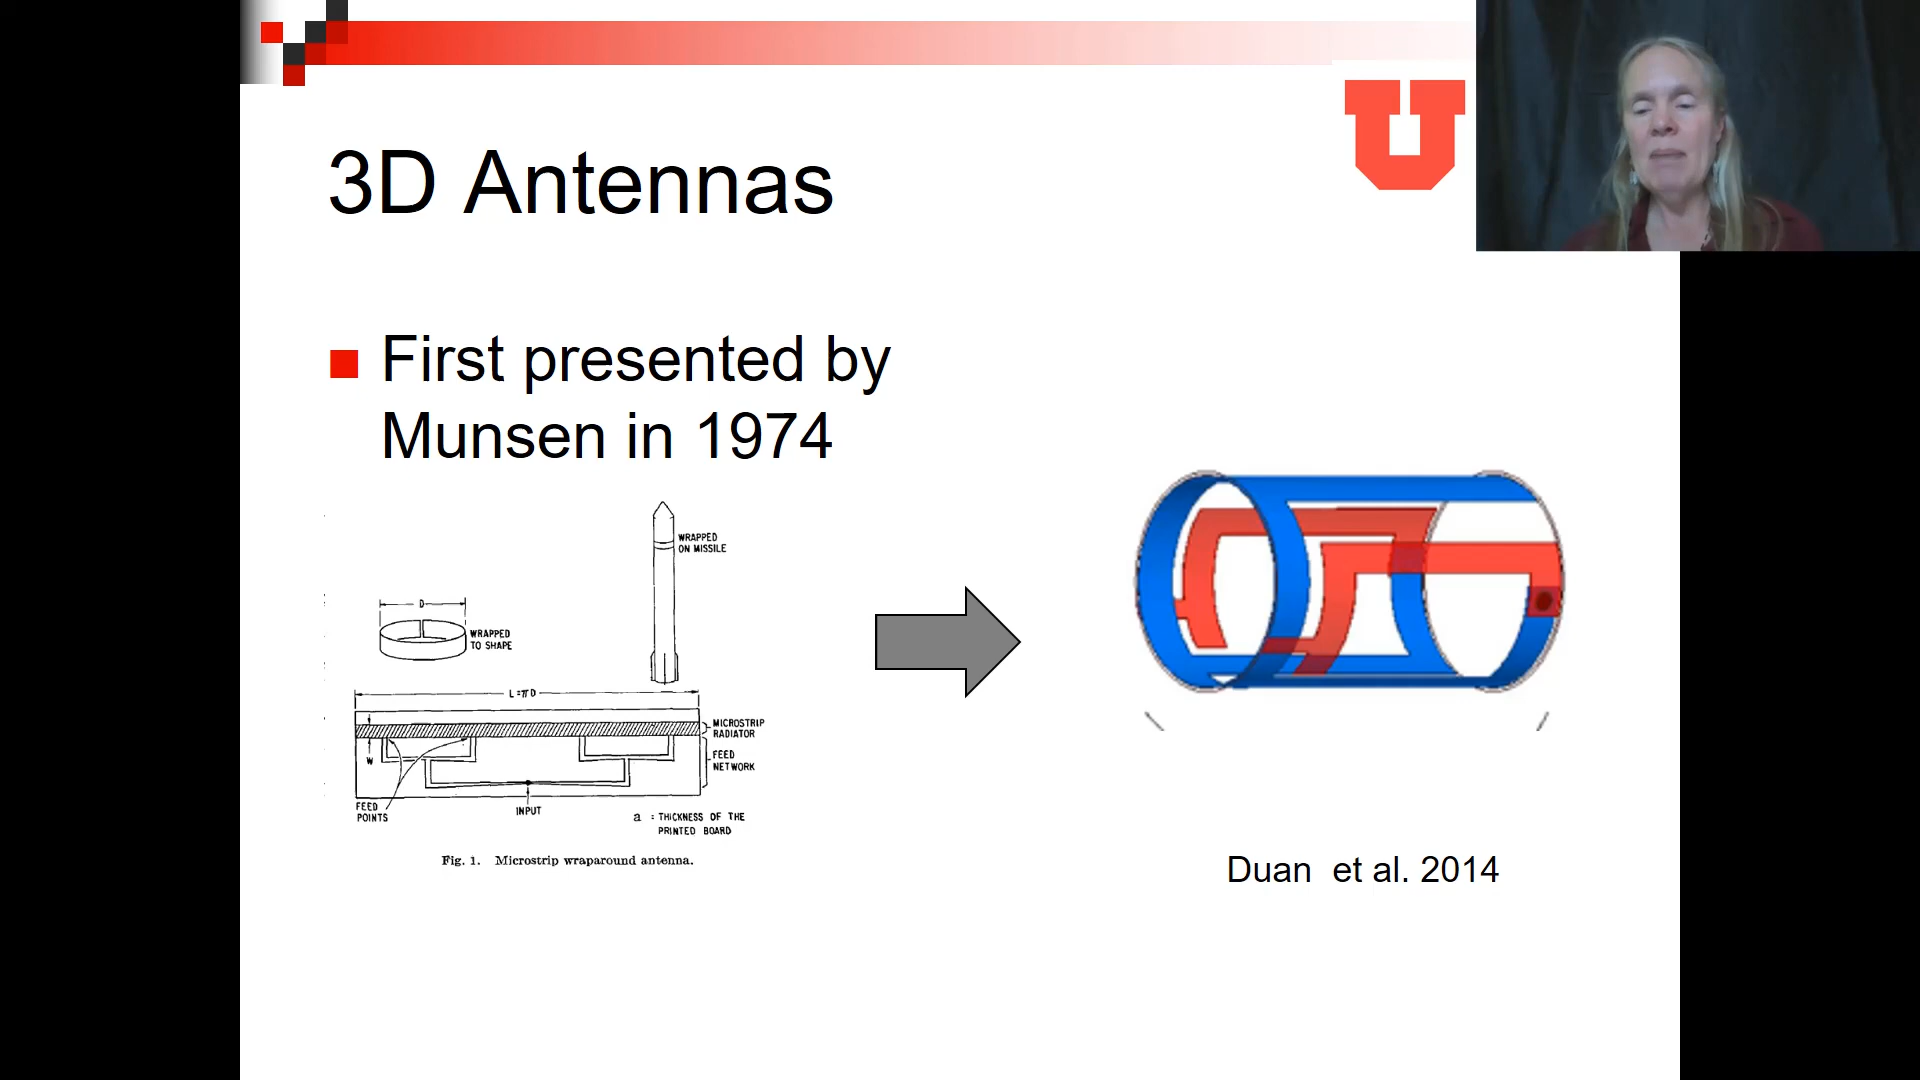 3D Antennas
U
■ First presented by
Munsen in 1974
WRAPPED
ON MISSILE
D
WRAPPED
TO SHAPE
L = π D
MICROSTRIP
RADIATOR
W
FEED
NETWORK
FEED
POINTS
INPUT
a : THICKNESS OF THE
PRINTED BOARD
Fig. 1. Microstrip wraparound antenna.
Duan et al. 2014